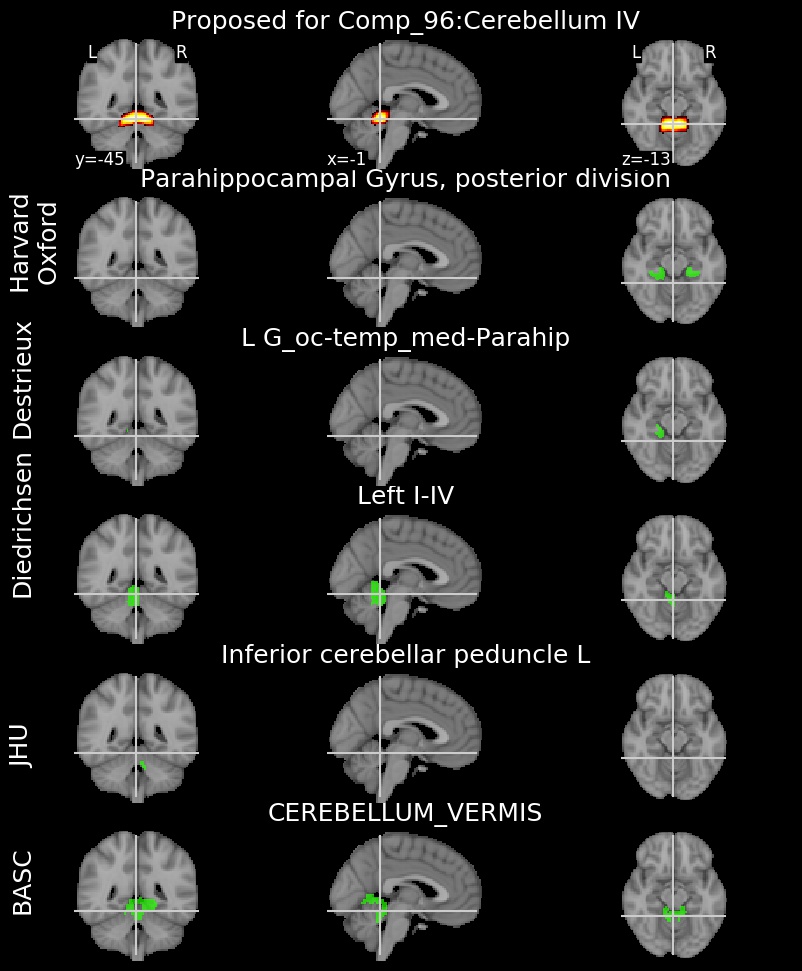 Proposed for Comp_96:Cerebellum IV
L R L R
y=-45 x=-1 z=-13
Parahippocampal Gyrus, posterior division
Harvard
Oxford
L G_oc-temp_med-Parahip
Destrieux
Left I-IV
Diedrichsen
Inferior cerebellar peduncle L
JHU
CEREBELLUM_VERMIS
BASC